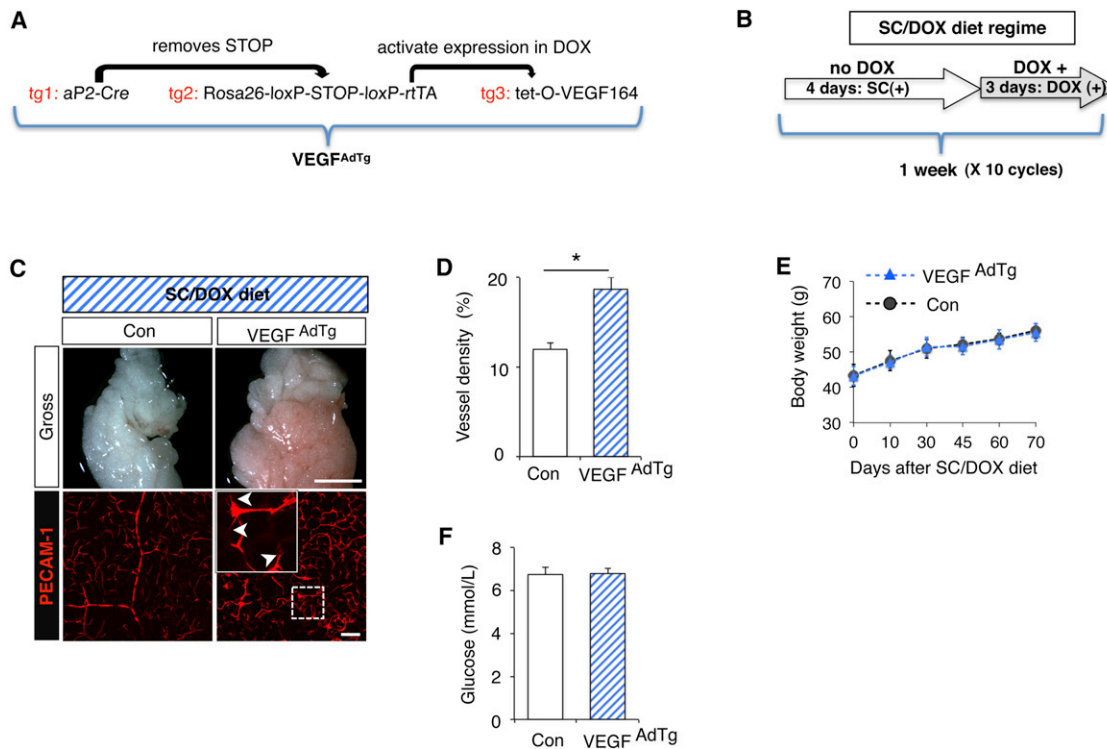 A
removes STOP
activate expression in DOX
tg1: aP2-Cre
tg2: Rosa26-loxP-STOP-loxP-rtTA
tg3: tet-O-VEGF164
VEGFAdTg
B
SC/DOX diet regime
no DOX
DOX +
4 days: SC(+)
3 days: DOX (+)
1 week (X 10 cycles)
C
SC/DOX diet
Con
VEGF AdTg
Gross
PECAM-1
D
*
Vessel density (%)
20
10
0
Con
VEGF AdTg
E
VEGF AdTg
Con
Body weight (g)
70
60
50
40
30
0 10 30 45 60 70
Days after SC/DOX diet
F
Glucose (mmol/L)
8
6
4
2
0
Con
VEGF AdTg